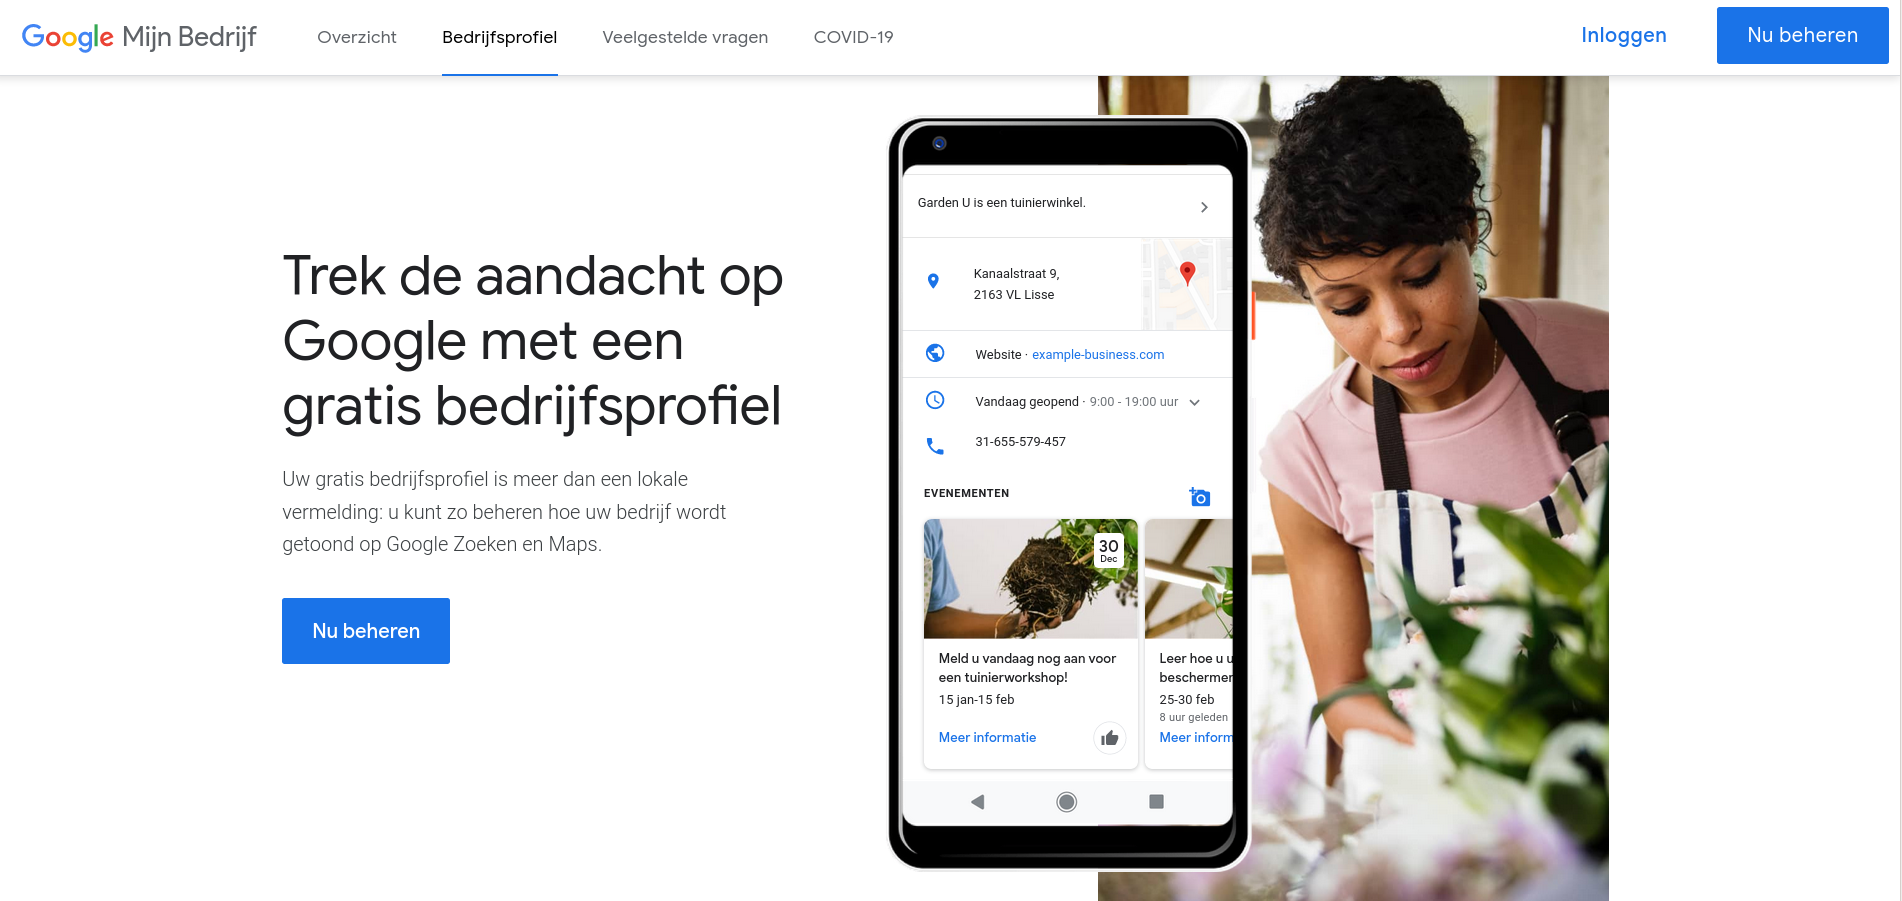 Google Mijn Bedrijf
Overzicht
Bedrijfsprofiel
Veelgestelde vragen
COVID-19
Inloggen
Nu beheren
Trek de aandacht op
Google met een
gratis bedrijfsprofiel
Uw gratis bedrijfsprofiel is meer dan een lokale
vermelding: u kunt zo beheren hoe uw bedrijf wordt
getoond op Google Zoeken en Maps.
Nu beheren
Garden U is een tuinierwinkel.
Kanaalstraat 9,
2163 VL Lisse
Website · example-business.com
Vandaag geopend · 9:00 - 19:00 uur
31-655-579-457
EVENEMENTEN
30
Dec
Meld u vandaag nog aan voor
een tuinierworkshop!
15 jan-15 feb
Meer informatie
Leer hoe u u
beschermer
25-30 feb
8 uur geleden
Meer inform